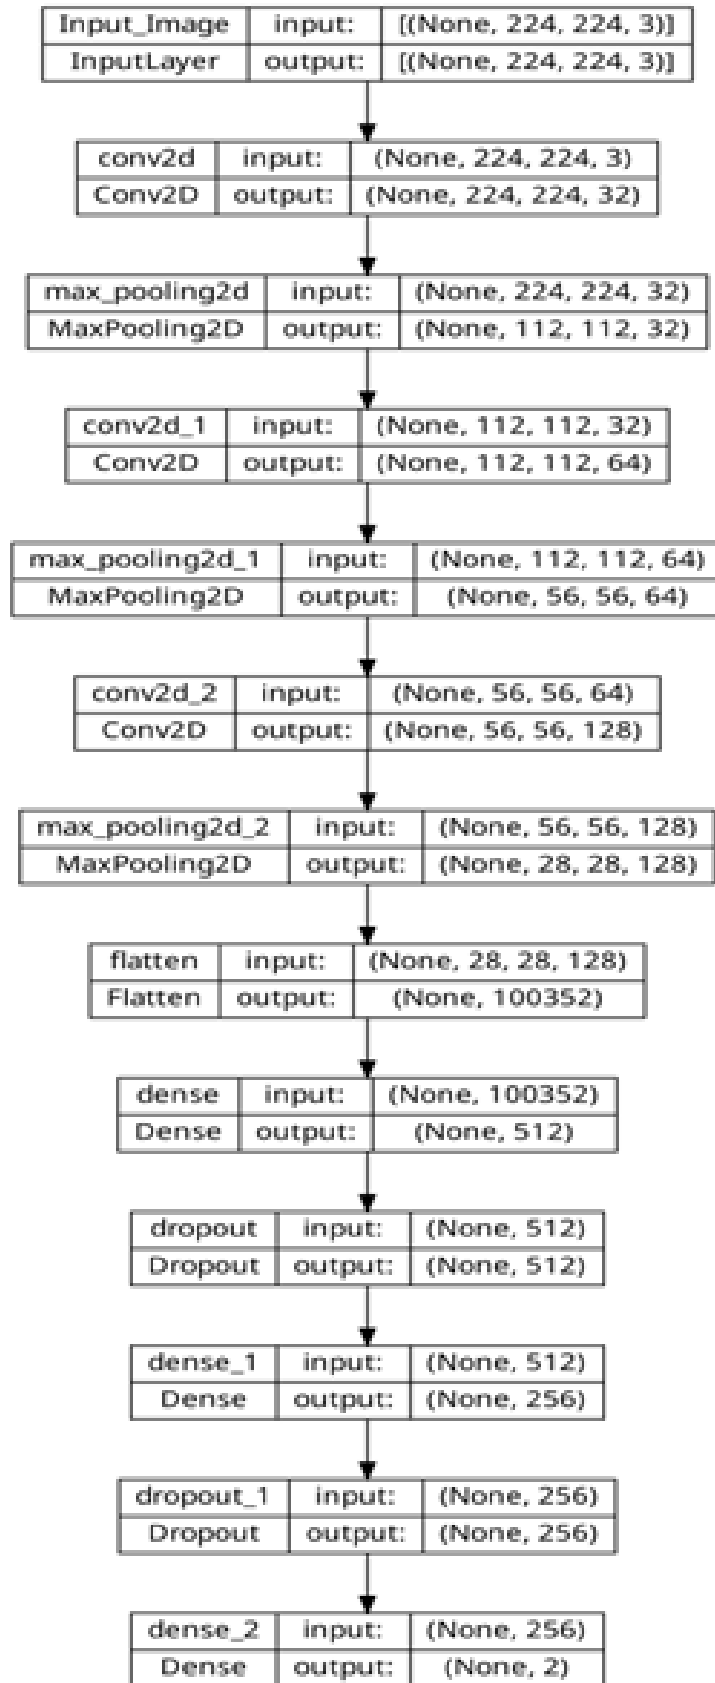 Input_Image input: [(None, 224, 224, 3)]
InputLayer output: [(None, 224, 224, 3)]
conv2d input: (None, 224, 224, 3)
Conv2D output: (None, 224, 224, 32)
max_pooling2d input: (None, 224, 224, 32)
MaxPooling2D output: (None, 112, 112, 32)
conv2d_1 input: (None, 112, 112, 32)
Conv2D output: (None, 112, 112, 64)
max_pooling2d_1 input: (None, 112, 112, 64)
MaxPooling2D output: (None, 56, 56, 64)
conv2d_2 input: (None, 56, 56, 64)
Conv2D output: (None, 56, 56, 128)
max_pooling2d_2 input: (None, 56, 56, 128)
MaxPooling2D output: (None, 28, 28, 128)
flatten input: (None, 28, 28, 128)
Flatten output: (None, 100352)
dense input: (None, 100352)
Dense output: (None, 512)
dropout input: (None, 512)
Dropout output: (None, 512)
dense_1 input: (None, 512)
Dense output: (None, 256)
dropout_1 input: (None, 256)
Dropout output: (None, 256)
dense_2 input: (None, 256)
Dense output: (None, 2)